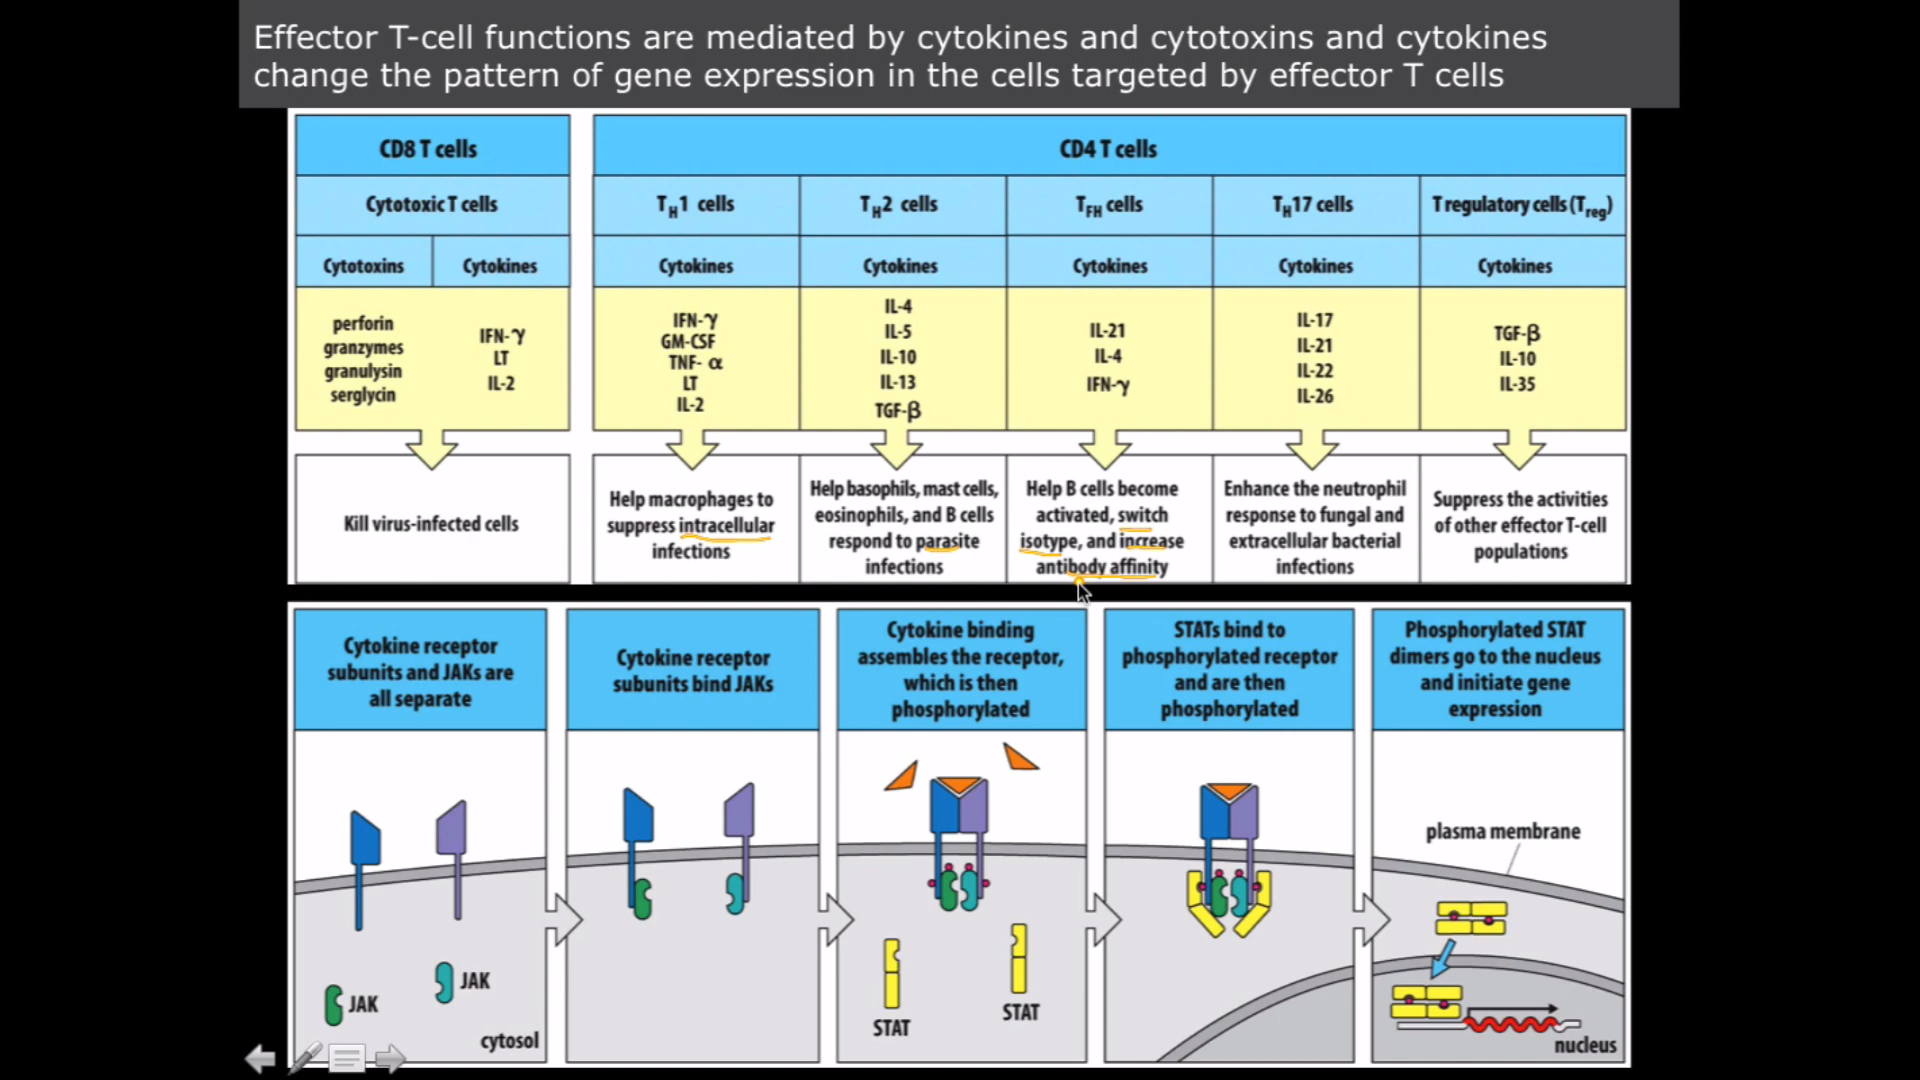 Effector T-cell functions are mediated by cytokines and cytotoxins and cytokines
change the pattern of gene expression in the cells targeted by effector T cells
CD8 T cells
CD4 T cells
Cytotoxic T cells
TH1 cells
TH2 cells
TFH cells
TH17 cells
T regulatory cells (Treg)
Cytotoxins
Cytokines
Cytokines
Cytokines
Cytokines
Cytokines
Cytokines
perforin
granzymes
granulysin
serglycin
IFN-γ
LT
IL-2
IFN-γ
GM-CSF
TNF- α
LT
IL-2
IL-4
IL-5
IL-10
IL-13
TGF-β
IL-21
IL-4
IFN-γ
IL-17
IL-21
IL-22
IL-26
TGF-β
IL-10
IL-35
Kill virus-infected cells
Help macrophages to
suppress intracellular
infections
Help basophils, mast cells,
eosinophils, and B cells
respond to parasite
infections
Help B cells become
activated, switch
isotype, and increase
antibody affinity
Enhance the neutrophil
response to fungal and
extracellular bacterial
infections
Suppress the activities
of other effector T-cell
populations
Cytokine receptor
subunits and JAKs are
all separate
Cytokine receptor
subunits bind JAKs
Cytokine binding
assembles the receptor,
which is then
phosphorylated
STATs bind to
phosphorylated receptor
and are then
phosphorylated
Phosphorylated STAT
dimers go to the nucleus
and initiate gene
expression
JAK
JAK
cytosol
STAT
STAT
plasma membrane
nucleus